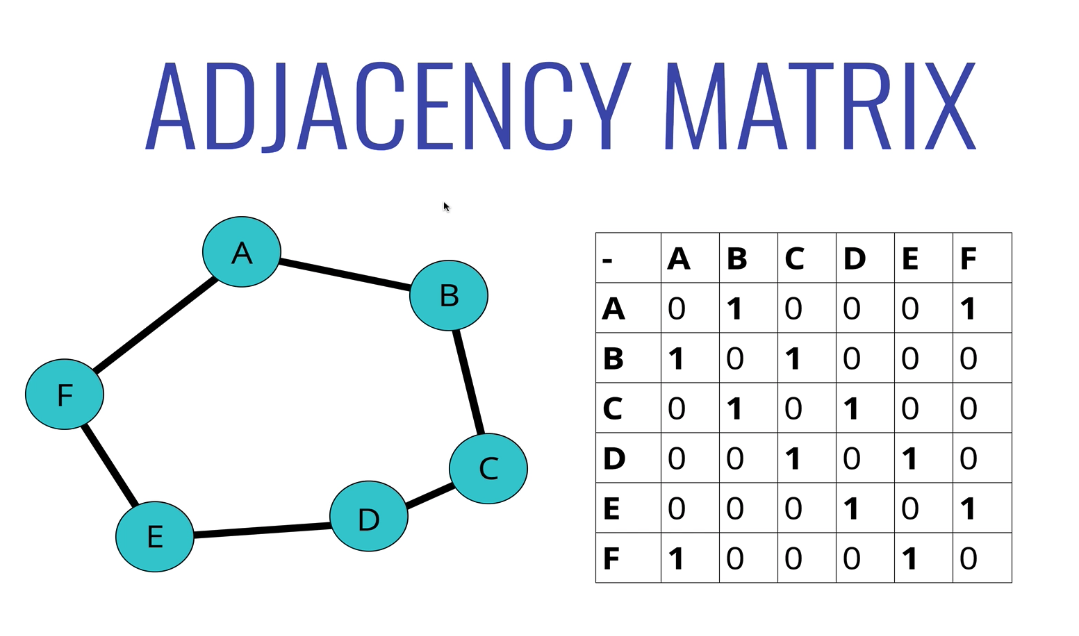 ADJACENCY MATRIX
A
B
F
C
D
E
- A B C D E F
A 0 1 0 0 0 1
B 1 0 1 0 0 0
C 0 1 0 1 0 0
D 0 0 1 0 1 0
E 0 0 0 1 0 1
F 1 0 0 0 1 0